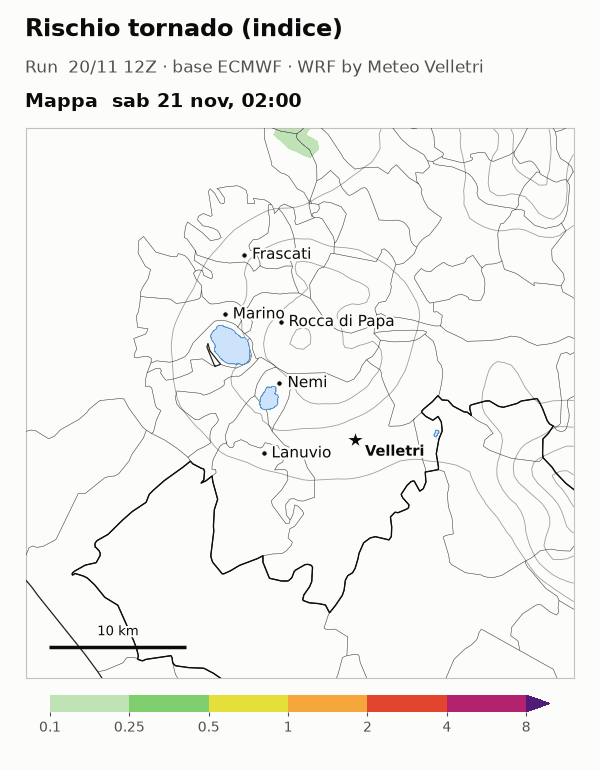 Rischio tornado (indice)
Run  20/11 12Z · base ECMWF · WRF by Meteo Velletri
Mappa  sab 21 nov, 02:00
Frascati
Marino
Rocca di Papa
Nemi
Velletri
Lanuvio
10 km
0.1 0.25 0.5 1 2 4 8